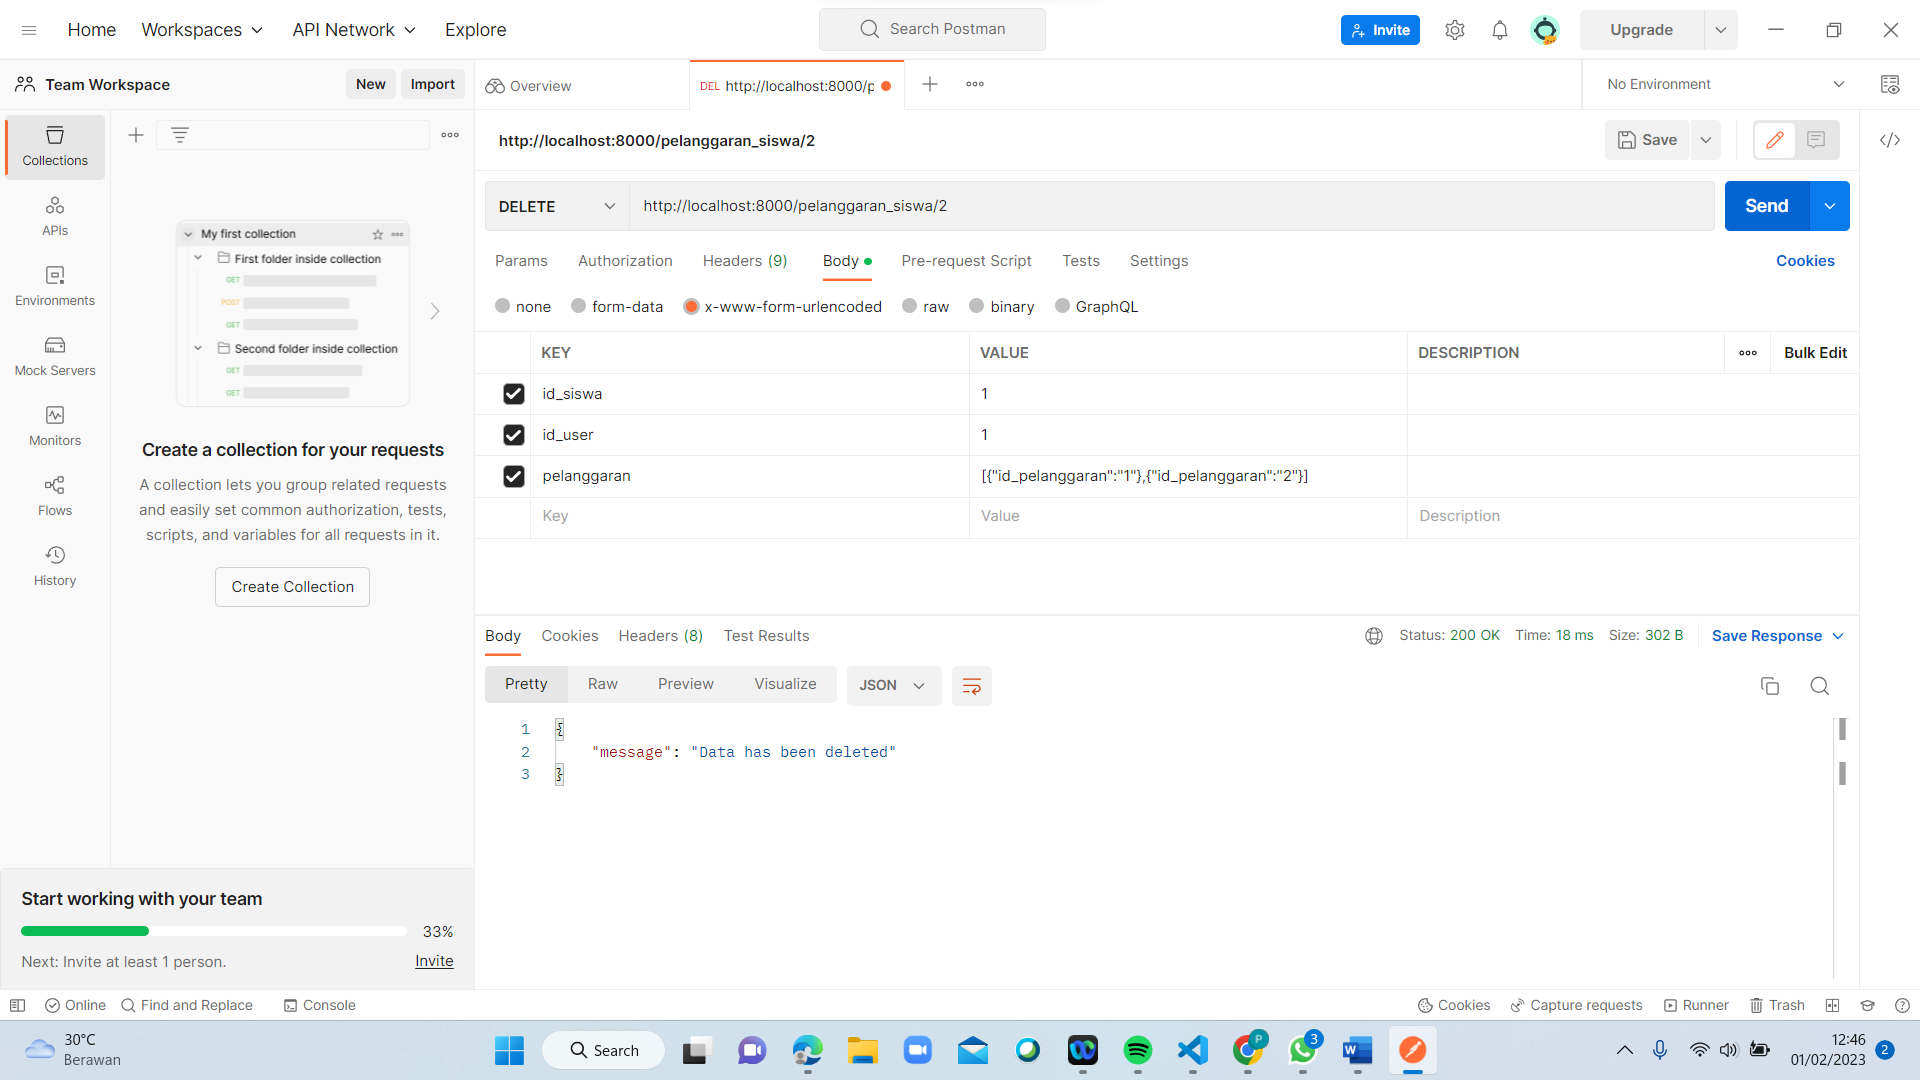 Home Workspaces API Network Explore Search Postman Invite Upgrade
Team Workspace New Import Overview DEL http://localhost:8000/p No Environment
Collections
APIs
Environments
Mock Servers
Monitors
Flows
History
My first collection
First folder inside collection
GET
POST
GET
Second folder inside collection
GET
GET
Create a collection for your requests
A collection lets you group related requests
and easily set common authorization, tests,
scripts, and variables for all requests in it.
Create Collection
Start working with your team
33%
Next: Invite at least 1 person. Invite
http://localhost:8000/pelanggaran_siswa/2 Save
DELETE http://localhost:8000/pelanggaran_siswa/2 Send
Params Authorization Headers (9) Body Pre-request Script Tests Settings Cookies
none form-data x-www-form-urlencoded raw binary GraphQL
KEY VALUE DESCRIPTION Bulk Edit
id_siswa 1
id_user 1
pelanggaran [{"id_pelanggaran":"1"},{"id_pelanggaran":"2"}]
Key Value Description
Body Cookies Headers (8) Test Results Status: 200 OK Time: 18 ms Size: 302 B Save Response
Pretty Raw Preview Visualize JSON
1 {
2 "message": "Data has been deleted"
3 }
Online Find and Replace Console Cookies Capture requests Runner Trash
30°C
Berawan
Search
P
3
W
12:46
01/02/2023
2